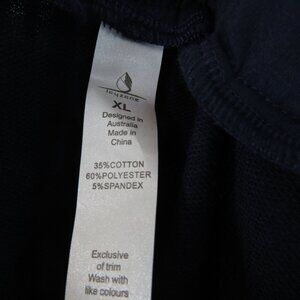 icyzone
XL
Designed in
Australia
Made in
China
35%COTTON
60%POLYESTER
5%SPANDEX
Exclusive
of trim
Wash with
like colours